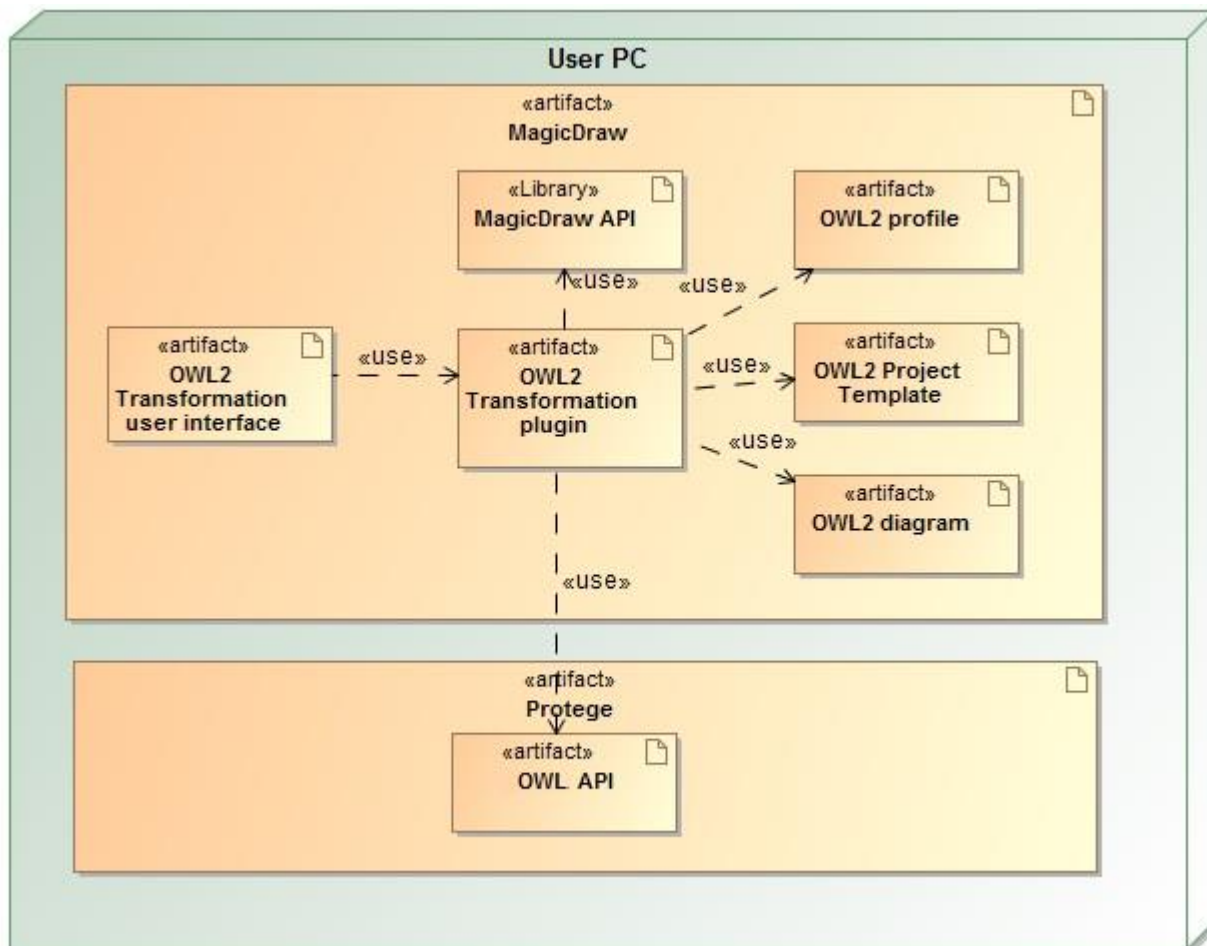 User PC
«artifact»
MagicDraw
«Library»
MagicDraw API
«artifact»
OWL2 profile
«use»
«use»
«artifact»
OWL2
Transformation
user interface
«use»
«artifact»
OWL2
Transformation
plugin
«use»
«artifact»
OWL2 Project
Template
«use»
«artifact»
OWL2 diagram
«use»
«artifact»
Protege
«artifact»
OWL API